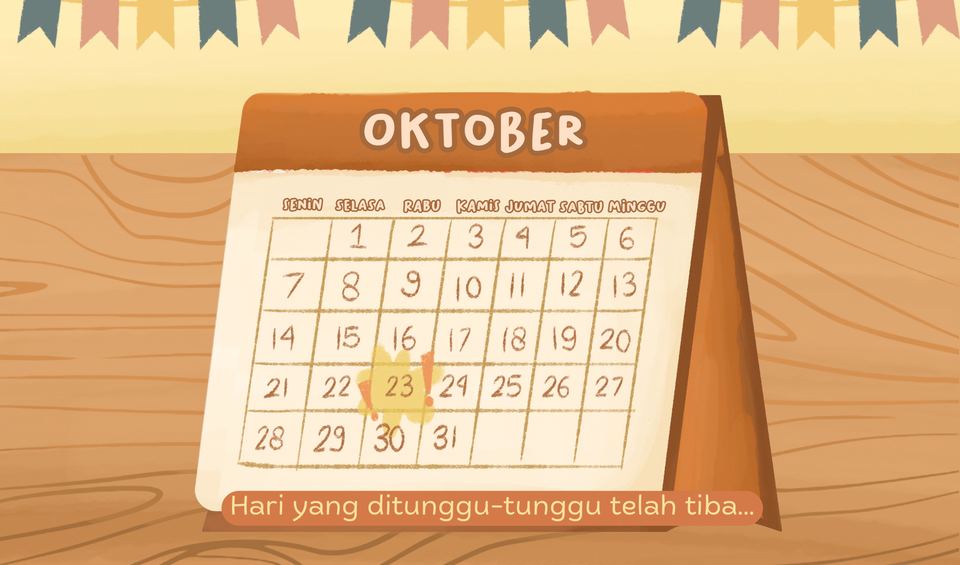 OKTOBER
SENIN SELASA RABU KAMIS JUMAT SABTU MINGGU
1 2 3 4 5 6
7 8 9 10 11 12 13
14 15 16 17 18 19 20
21 22 23 ! 24 25 26 27
28 29 30 31
Hari yang ditunggu-tunggu telah tiba...